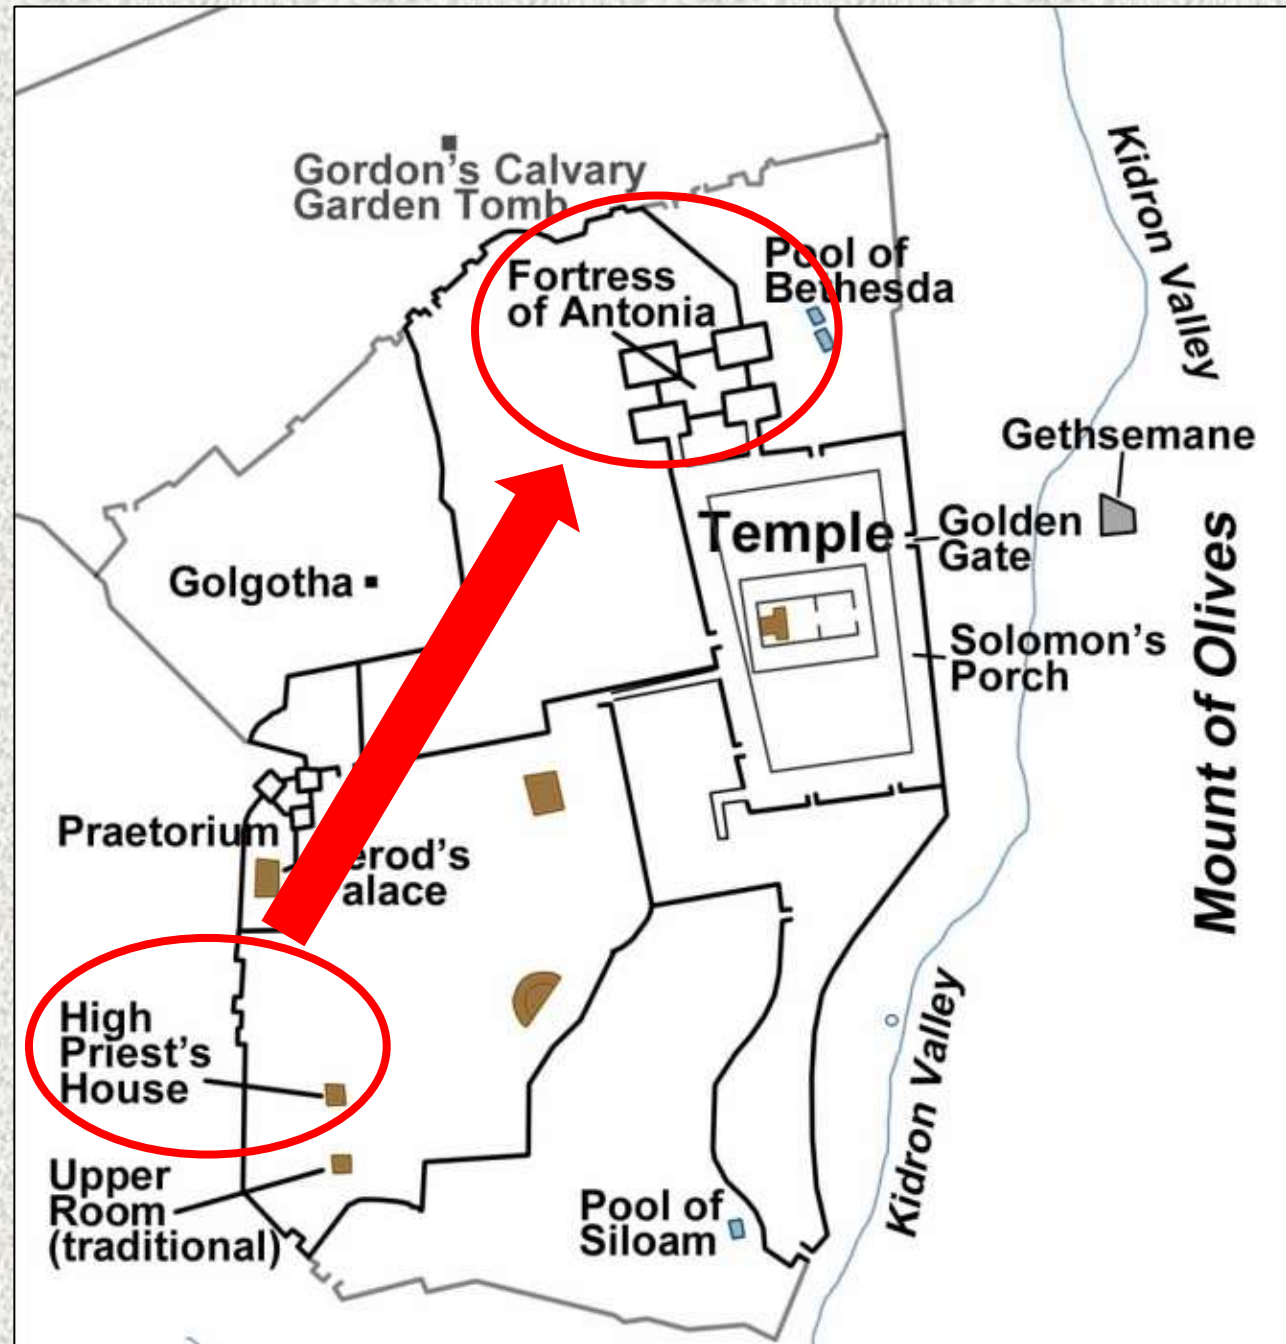 Gordon's Calvary
Garden Tomb
Kidron Valley
Fortress
of Antonia
Pool of
Bethesda
Gethsemane
Temple
Golden
Gate
Golgotha
Solomon's
Porch
Mount of Olives
Praetorium
erod's
alace
High
Priest's
House
Kidron Valley
Upper
Room
(traditional)
Pool of
Siloam